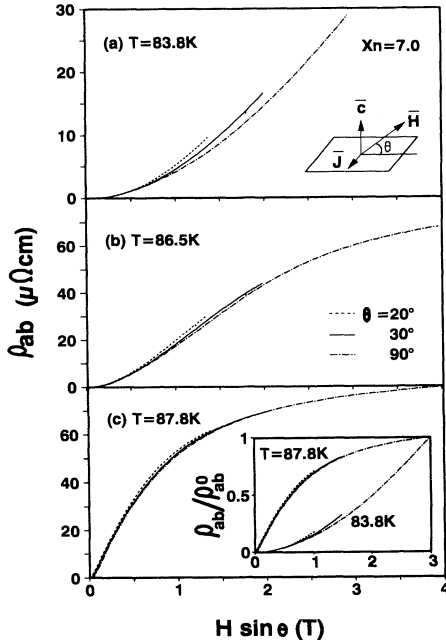 30
(a) T=83.8K
Xn=7.0
20
c̄
H̄
θ
J̄
10
0
(b) T=86.5K
60
40
θ =20°
30°
90°
20
0
(c) T=87.8K
60
40
20
0
1
T=87.8K
0.5
83.8K
0
0 1 2 3
ρab/ρ⁰ab
0 1 2 3 4
ρab (μΩcm)
H sin θ (T)